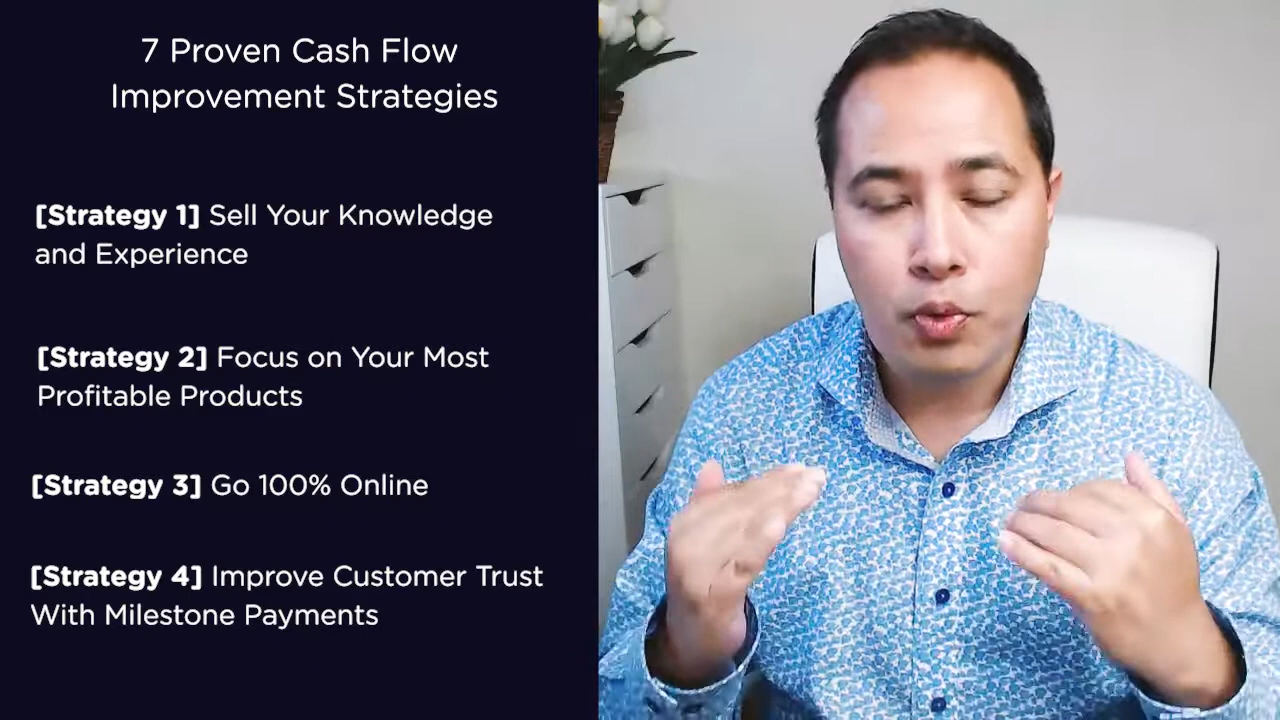 7 Proven Cash Flow
Improvement Strategies
[Strategy 1] Sell Your Knowledge
and Experience
[Strategy 2] Focus on Your Most
Profitable Products
[Strategy 3] Go 100% Online
[Strategy 4] Improve Customer Trust
With Milestone Payments